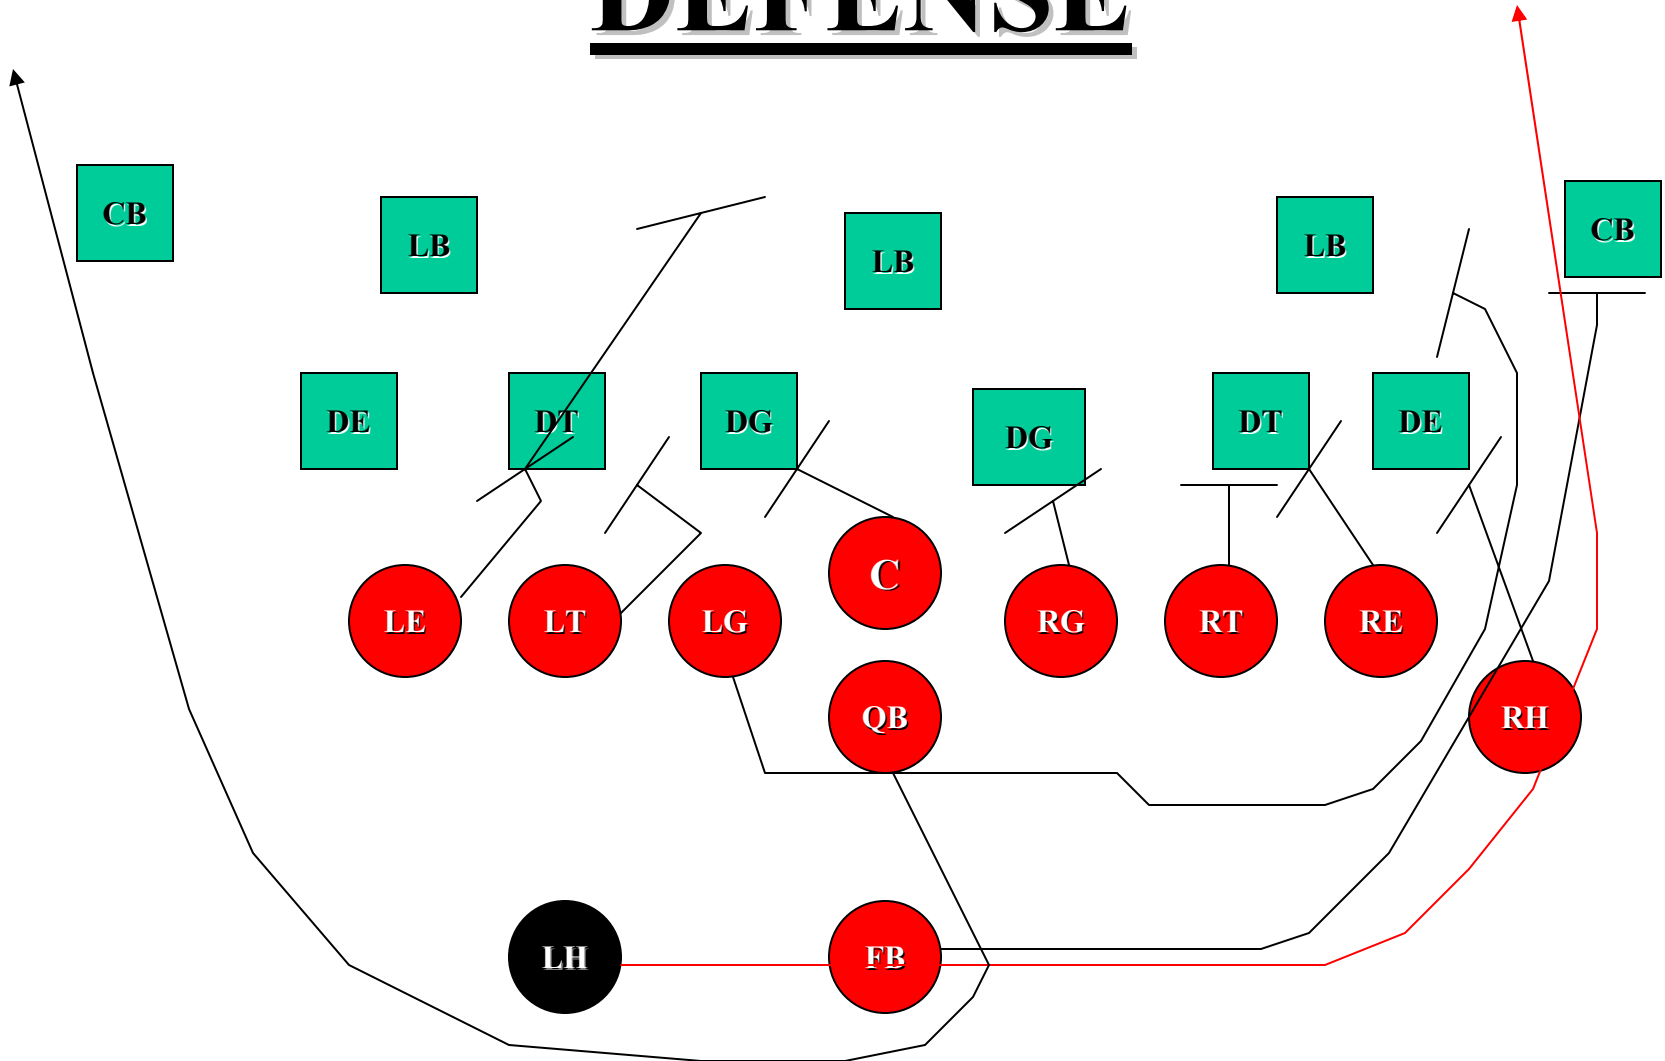 DEFENSE
CB
LB
LB
LB
CB
DE
DT
DG
DG
DT
DE
LE
LT
LG
C
RG
RT
RE
QB
RH
LH
FB